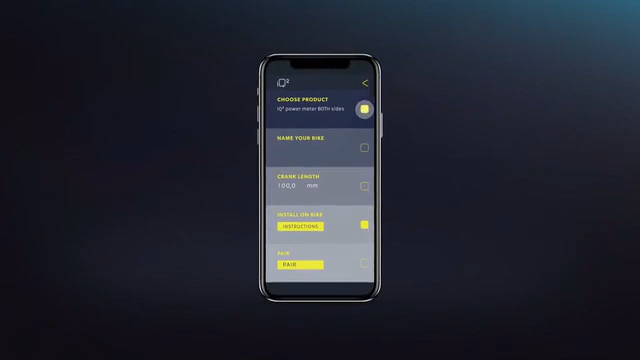 CHOOSE PRODUCT
IQ² power meter BOTH sides
NAME YOUR BIKE
CRANK LENGTH
100,0 mm
INSTALL ON BIKE
INSTRUCTIONS
PAIR
PAIR